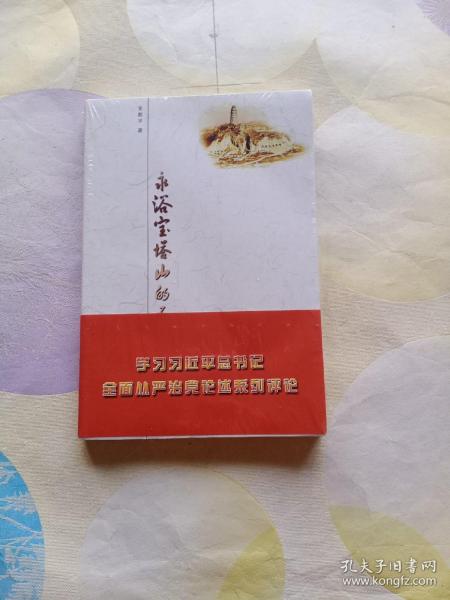 永浴宝塔山的
学习习近平总书记
全面从严治党论述系列评论
孔夫子旧书网
www.kongfz.com